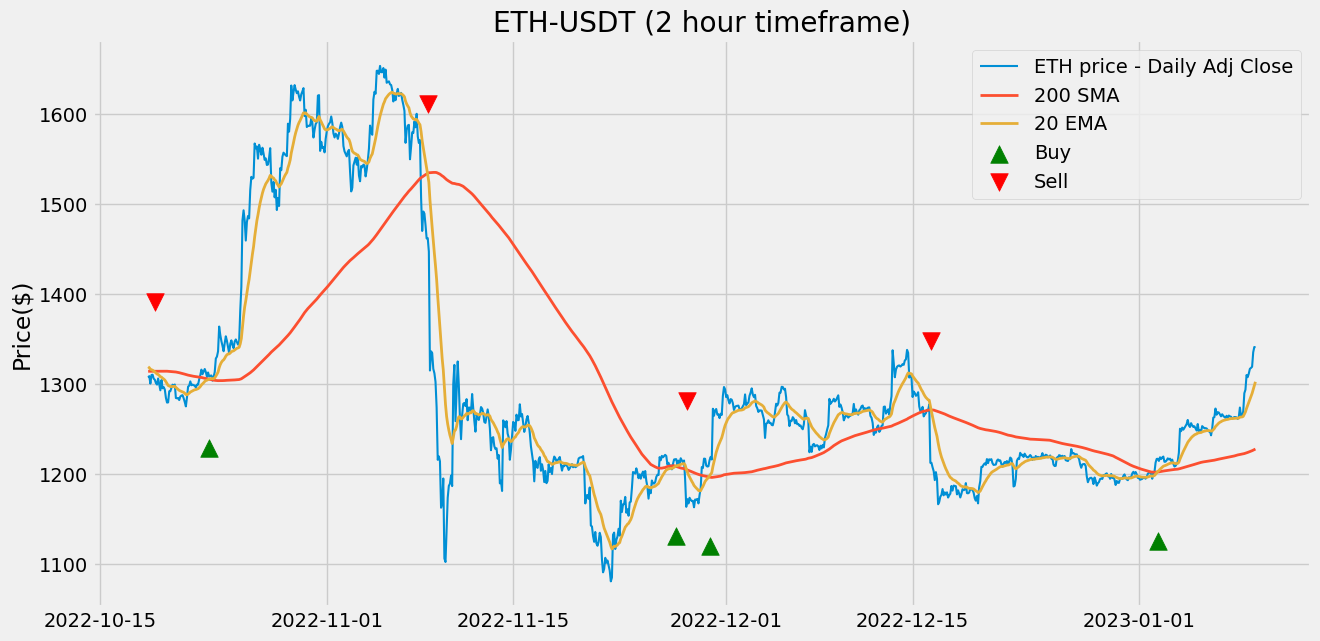 ETH-USDT (2 hour timeframe)
ETH price - Daily Adj Close
200 SMA
20 EMA
Buy
Sell
Price($)
1600
1500
1400
1300
1200
1100
2022-10-15
2022-11-01
2022-11-15
2022-12-01
2022-12-15
2023-01-01